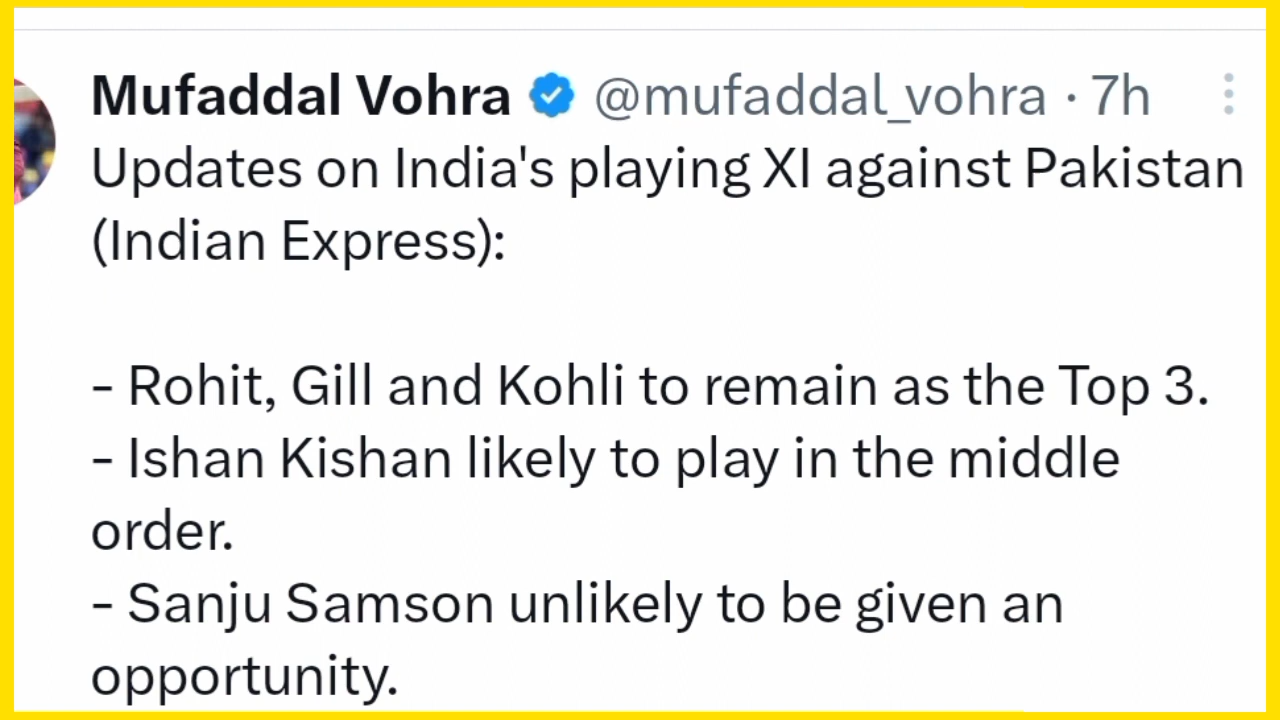 Mufaddal Vohra @mufaddal_vohra · 7h
Updates on India's playing XI against Pakistan
(Indian Express):
- Rohit, Gill and Kohli to remain as the Top 3.
- Ishan Kishan likely to play in the middle
order.
- Sanju Samson unlikely to be given an
opportunity.